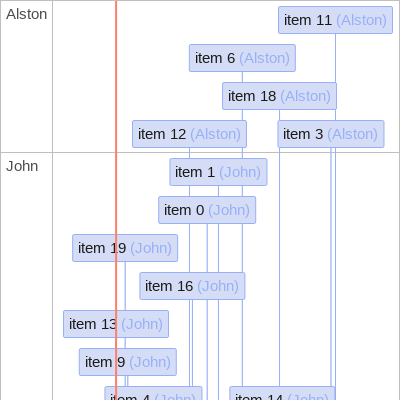 Alston
item 11 (Alston)
item 6 (Alston)
item 18 (Alston)
item 12 (Alston)
item 3 (Alston)
John
item 1 (John)
item 0 (John)
item 19 (John)
item 16 (John)
item 13 (John)
item 9 (John)
item 4 (John)
item 14 (John)